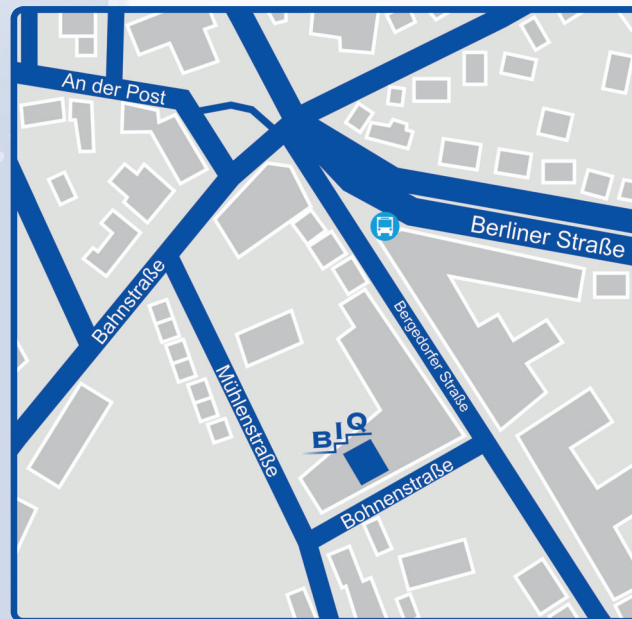 An der Post
Berliner Straße
Bahnstraße
Bergedorfer Straße
Mühlenstraße
BIQ
Bohnenstraße